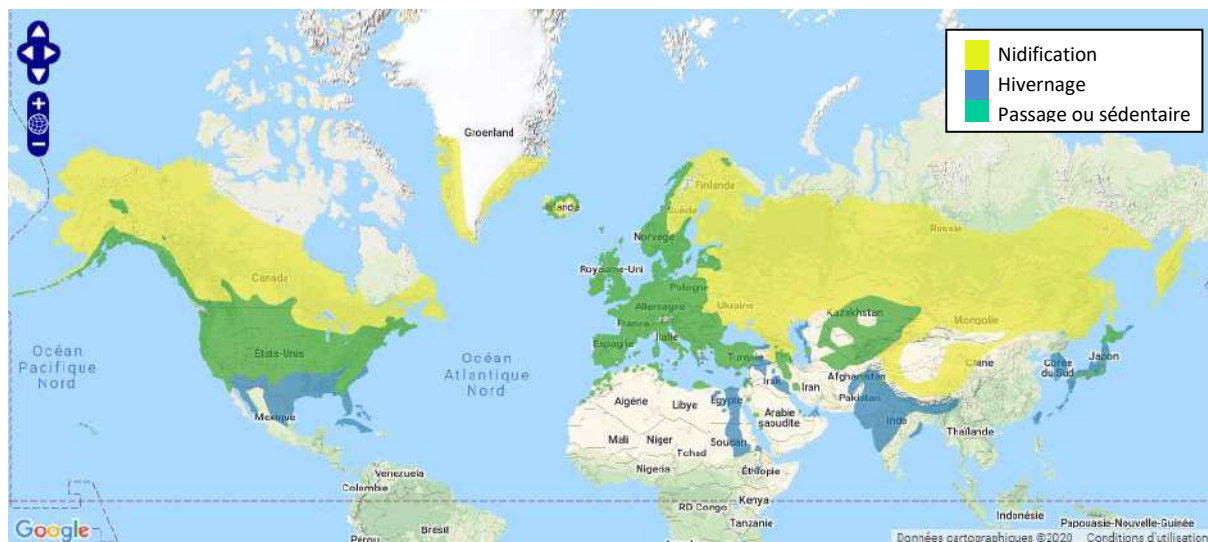 Nidification
Hivernage
Passage ou sédentaire
+
−
Groenland
Islande
Finlande
Suède
Russie
Norvège
Royaume-Uni
Canada
Pologne
Allemagne
Ukraine
Kazakhstan
France
Mongolie
Italie
Océan
Pacifique
Nord
États-Unis
Océan
Atlantique
Nord
Espagne
Turquie
Chine
Corée
du Sud
Japon
Afghanistan
Irak
Iran
Pakistan
Algérie
Libye
Égypte
Arabie
saoudite
Inde
Mexique
Mali
Niger
Tchad
Soudan
Thaïlande
Nigeria
Éthiopie
Venezuela
Colombie
Kenya
RD Congo
Tanzanie
Indonésie
Papouasie-Nouvelle-Guinée
Brésil
Pérou
Google
Données cartographiques ©2020 Conditions d'utilisation